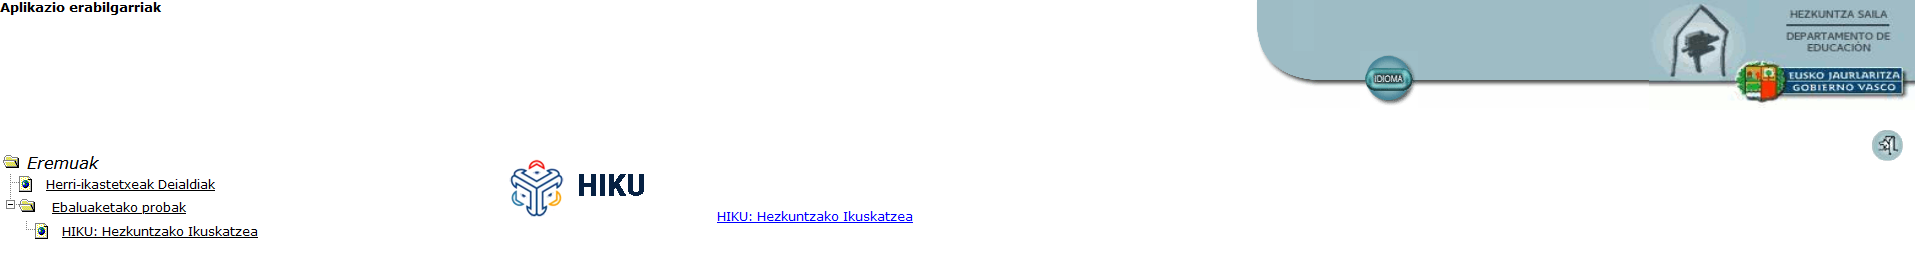 Aplikazio erabilgarriak
HEZKUNTZA SAILA
DEPARTAMENTO DE
EDUCACIÓN
IDIOMA
EUSKO JAURLARITZA
GOBIERNO VASCO
Eremuak
Herri-ikastetxeak Deialdiak
Ebaluaketako probak
HIKU: Hezkuntzako Ikuskatzea
HIKU
HIKU: Hezkuntzako Ikuskatzea